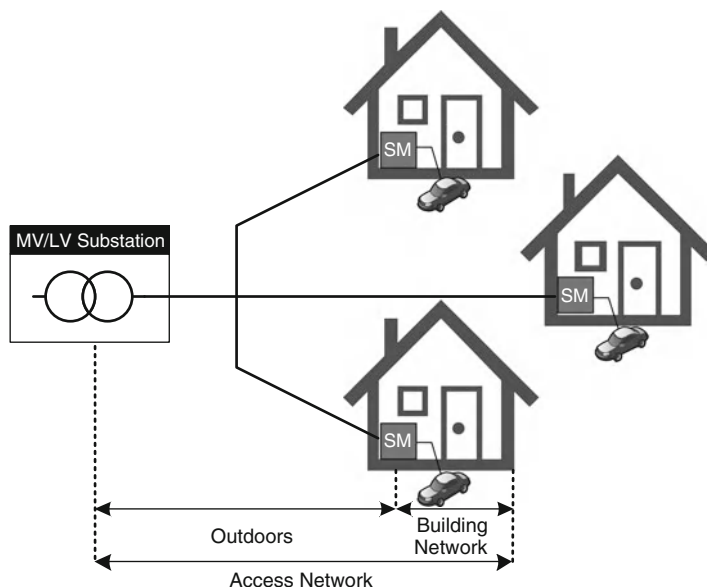 SM
MV/LV Substation
SM
SM
Outdoors
Building
Network
Access Network